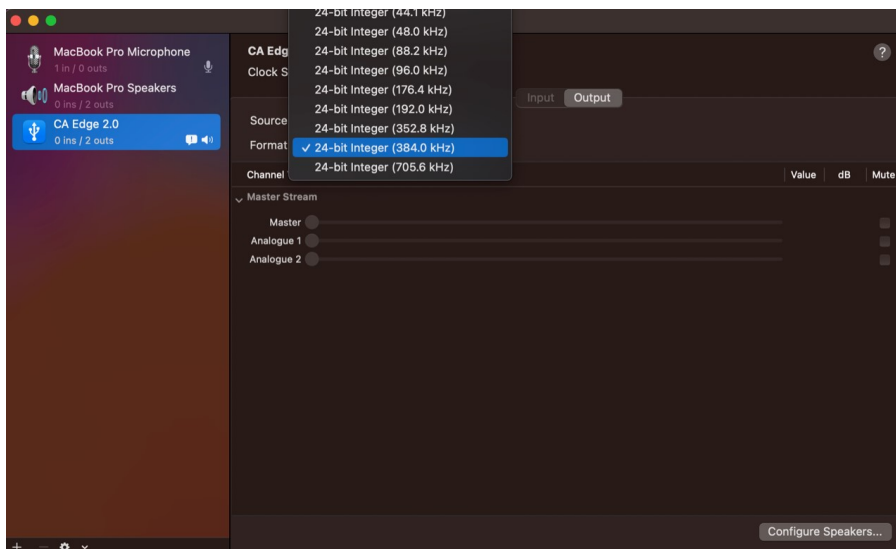 24-bit Integer (44.1 kHz)
24-bit Integer (48.0 kHz)
24-bit Integer (88.2 kHz)
24-bit Integer (96.0 kHz)
24-bit Integer (176.4 kHz)
24-bit Integer (192.0 kHz)
24-bit Integer (352.8 kHz)
✓ 24-bit Integer (384.0 kHz)
24-bit Integer (705.6 kHz)
MacBook Pro Microphone
1 in / 0 outs
MacBook Pro Speakers
0 ins / 2 outs
CA Edge 2.0
0 ins / 2 outs
CA Edg
Clock S
?
Input Output
Source
Format
Channel Value dB Mute
Master Stream
Master
Analogue 1
Analogue 2
Configure Speakers...